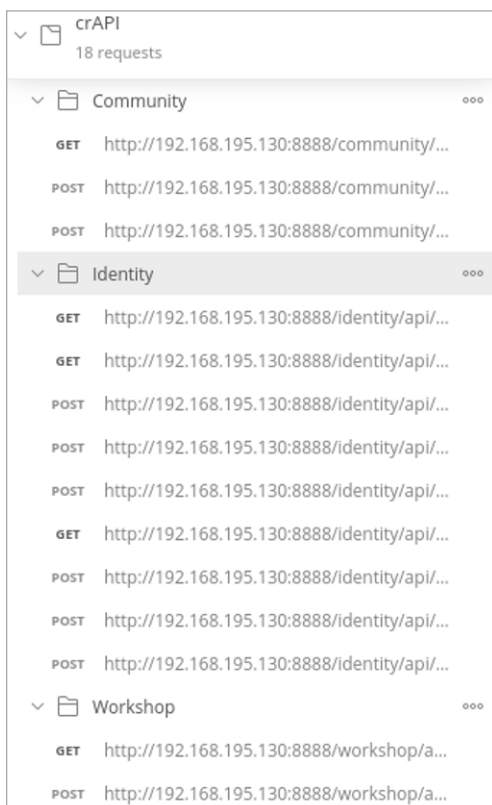 crAPI
18 requests
Community
GET http://192.168.195.130:8888/community/...
POST http://192.168.195.130:8888/community/...
POST http://192.168.195.130:8888/community/...
Identity
GET http://192.168.195.130:8888/identity/api/...
GET http://192.168.195.130:8888/identity/api/...
POST http://192.168.195.130:8888/identity/api/...
POST http://192.168.195.130:8888/identity/api/...
POST http://192.168.195.130:8888/identity/api/...
GET http://192.168.195.130:8888/identity/api/...
POST http://192.168.195.130:8888/identity/api/...
POST http://192.168.195.130:8888/identity/api/...
POST http://192.168.195.130:8888/identity/api/...
Workshop
GET http://192.168.195.130:8888/workshop/a...
POST http://192.168.195.130:8888/workshop/a...